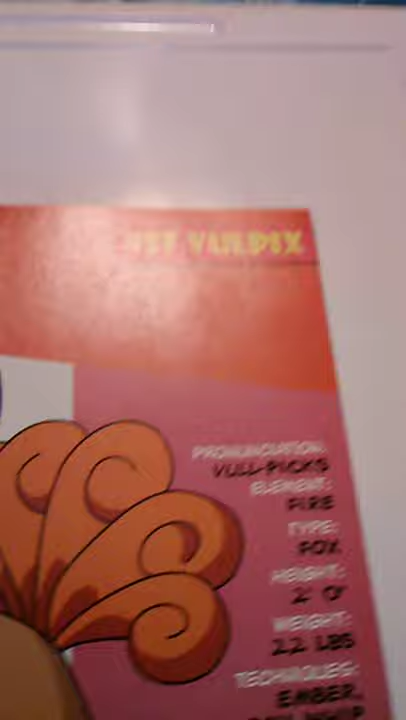 VULPIX
PRONUNCIATION:
VULL-PICKS
ELEMENT:
FIRE
TYPE:
FOX
HEIGHT:
2' 0"
WEIGHT:
22 LBS
TECHNIQUES:
EMBER,